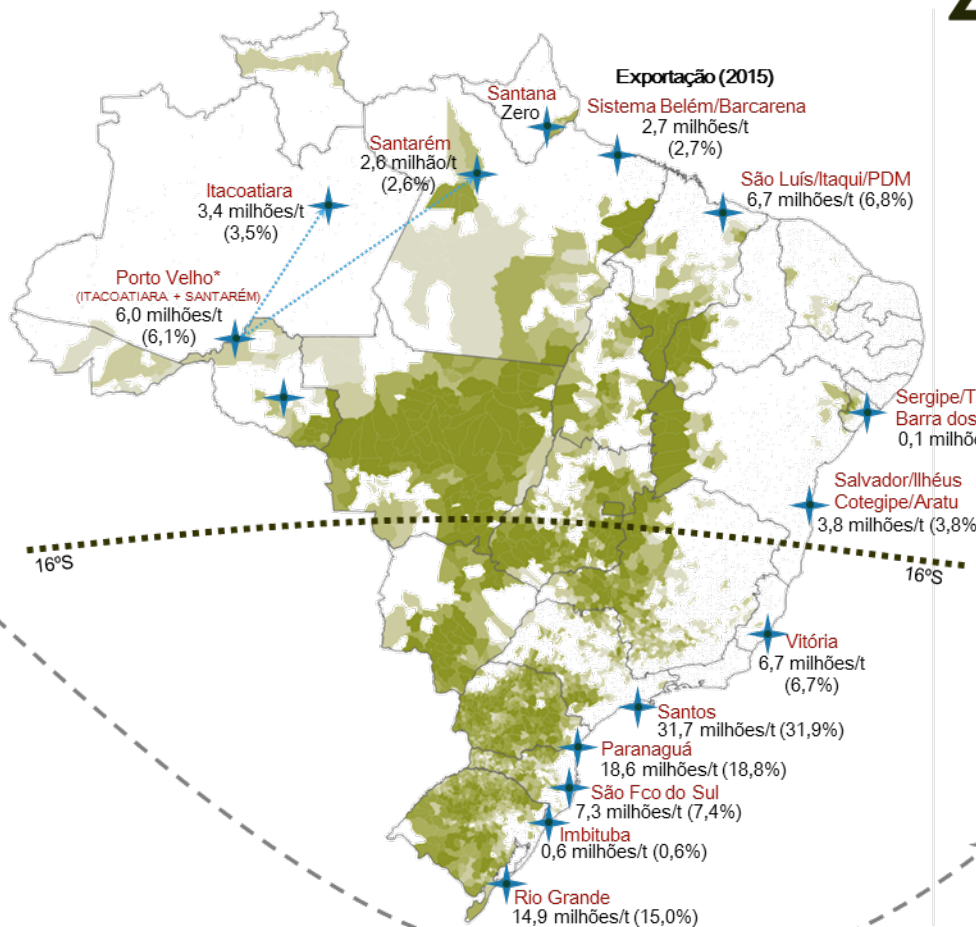 Exportação (2015)
Santana
Zero
Sistema Belém/Barcarena
2,7 milhões/t
(2,7%)
Santarém
2,6 milhão/t
(2,6%)
Itacoatiara
3,4 milhões/t
(3,5%)
São Luís/Itaqui/PDM
6,7 milhões/t (6,8%)
Porto Velho*
(ITACOATIARA + SANTARÉM)
6,0 milhões/t
(6,1%)
Sergipe/T
Barra dos
0,1 milhõe
Salvador/Ilhéus
Cotegipe/Aratu
3,8 milhões/t (3,8%
16ºS
16ºS
Vitória
6,7 milhões/t
(6,7%)
Santos
31,7 milhões/t (31,9%)
Paranaguá
18,6 milhões/t (18,8%)
São Fco do Sul
7,3 milhões/t (7,4%)
Imbituba
0,6 milhões/t (0,6%)
Rio Grande
14,9 milhões/t (15,0%)